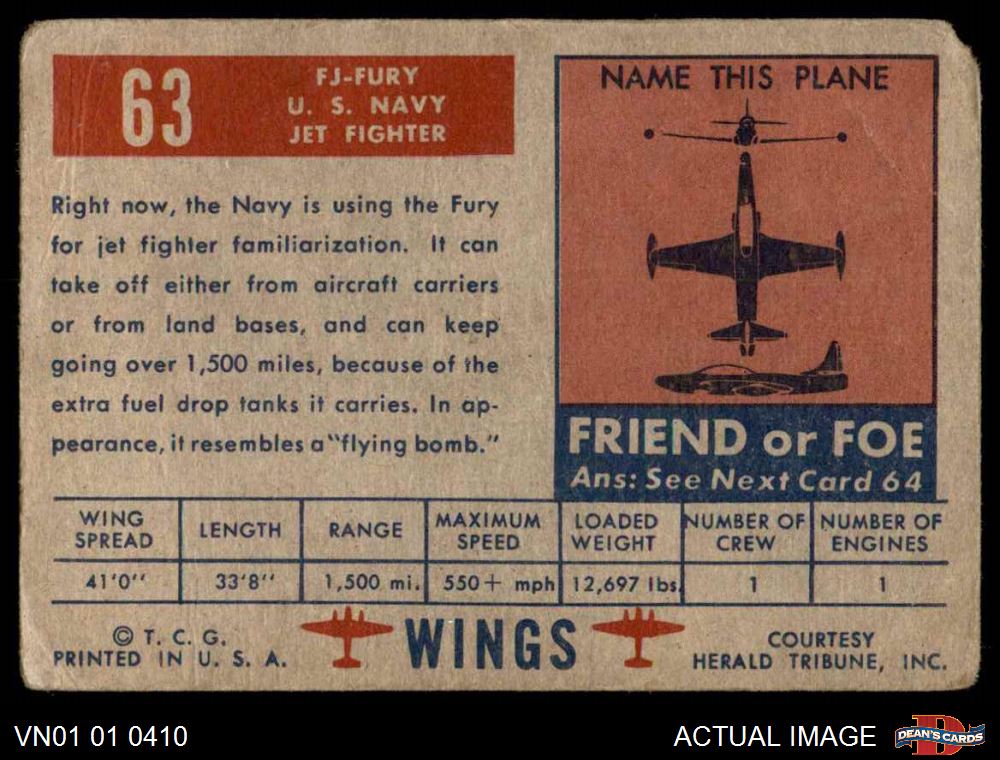 63
FJ-FURY
U. S. NAVY
JET FIGHTER
Right now, the Navy is using the Fury
for jet fighter familiarization. It can
take off either from aircraft carriers
or from land bases, and can keep
going over 1,500 miles, because of the
extra fuel drop tanks it carries. In ap-
pearance, it resembles a "flying bomb."
NAME THIS PLANE
FRIEND or FOE
Ans: See Next Card 64
WING SPREAD LENGTH RANGE MAXIMUM SPEED LOADED WEIGHT NUMBER OF CREW NUMBER OF ENGINES
41'0'' 33'8'' 1,500 mi. 550+ mph 12,697 lbs. 1 1
© T. C. G.
PRINTED IN U. S. A.
WINGS
COURTESY
HERALD TRIBUNE, INC.
VN01 01 0410
ACTUAL IMAGE
D
DEAN'S CARDS